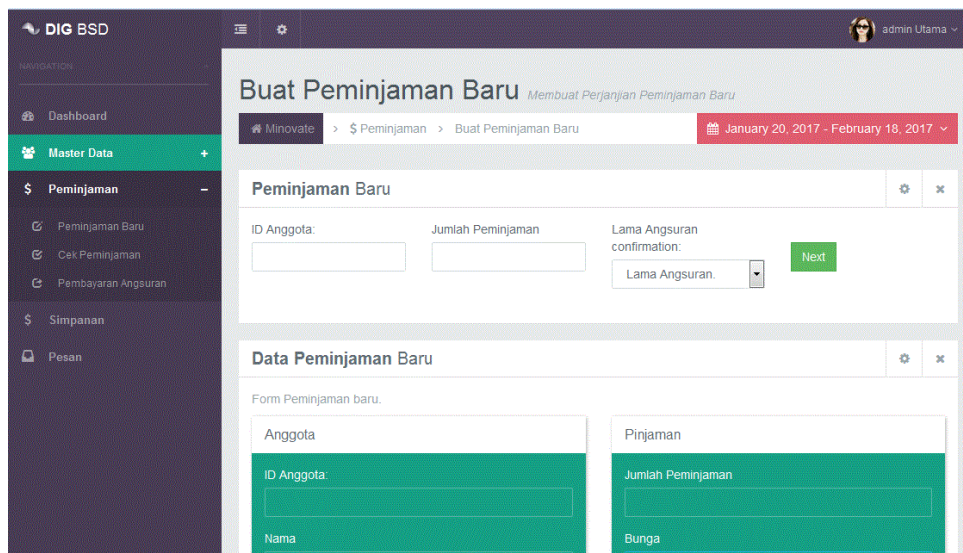 DIG BSD
admin Utama
NAVIGATION
Dashboard
Master Data +
$ Peminjaman −
Peminjaman Baru
Cek Peminjaman
Pembayaran Angsuran
$ Simpanan
Pesan
Buat Peminjaman Baru Membuat Perjanjian Peminjaman Baru
Minovate > $ Peminjaman > Buat Peminjaman Baru
January 20, 2017 - February 18, 2017
Peminjaman Baru
ID Anggota:
Jumlah Peminjaman
Lama Angsuran
confirmation:
Lama Angsuran.
Next
Data Peminjaman Baru
Form Peminjaman baru.
Anggota
ID Anggota:
Nama
Pinjaman
Jumlah Peminjaman
Bunga